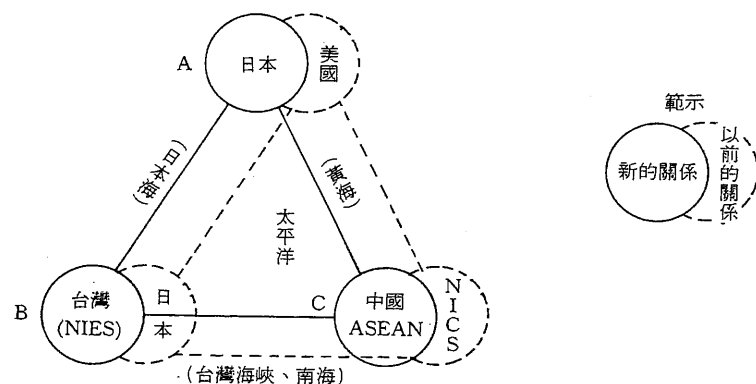 A
日本
美國
(日本海)
(黃海)
太平洋
B
台灣
(NIES)
日本
C
中國
ASEAN
NICS
(台灣海峽、南海)
範示
新的關係
以前的關係